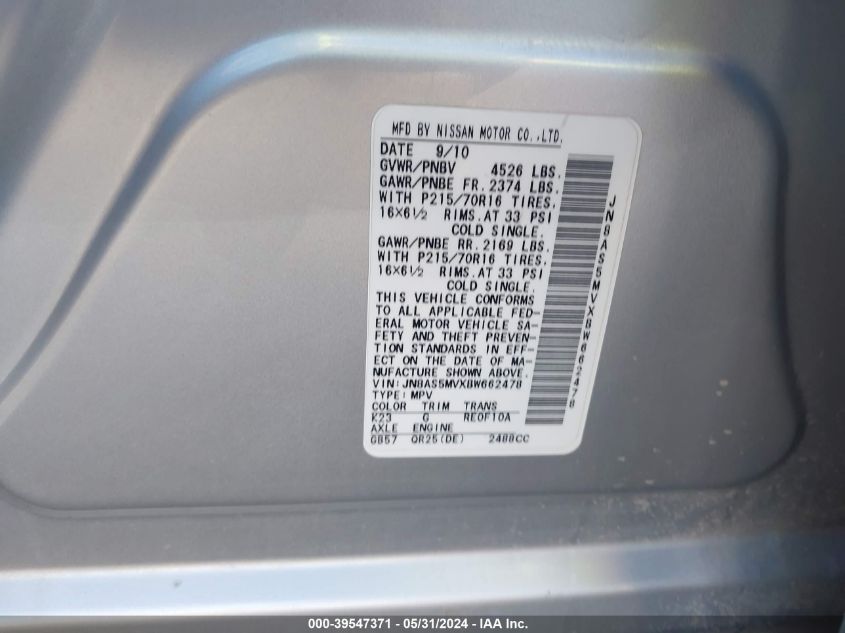 MFD BY NISSAN MOTOR CO.,LTD.
DATE 9/10
GVWR/PNBV 4526 LBS.
GAWR/PNBE FR. 2374 LBS.
WITH P215/70R16 TIRES,
16X6½ RIMS.AT 33 PSI
COLD SINGLE.
GAWR/PNBE RR. 2169 LBS.
WITH P215/70R16 TIRES,
16X6½ RIMS.AT 33 PSI
COLD SINGLE.
THIS VEHICLE CONFORMS
TO ALL APPLICABLE FED-
ERAL MOTOR VEHICLE SA-
FETY AND THEFT PREVEN-
TION STANDARDS IN EFF-
ECT ON THE DATE OF MA-
NUFACTURE SHOWN ABOVE.
VIN:JN8AS5MVXBW662478
TYPE:MPV
COLOR TRIM TRANS
K23 G RE0F10A
AXLE ENGINE
GB57 QR25(DE) 2488CC
JN8AS5MVXBW662478
000-39547371 - 05/31/2024 - IAA Inc.